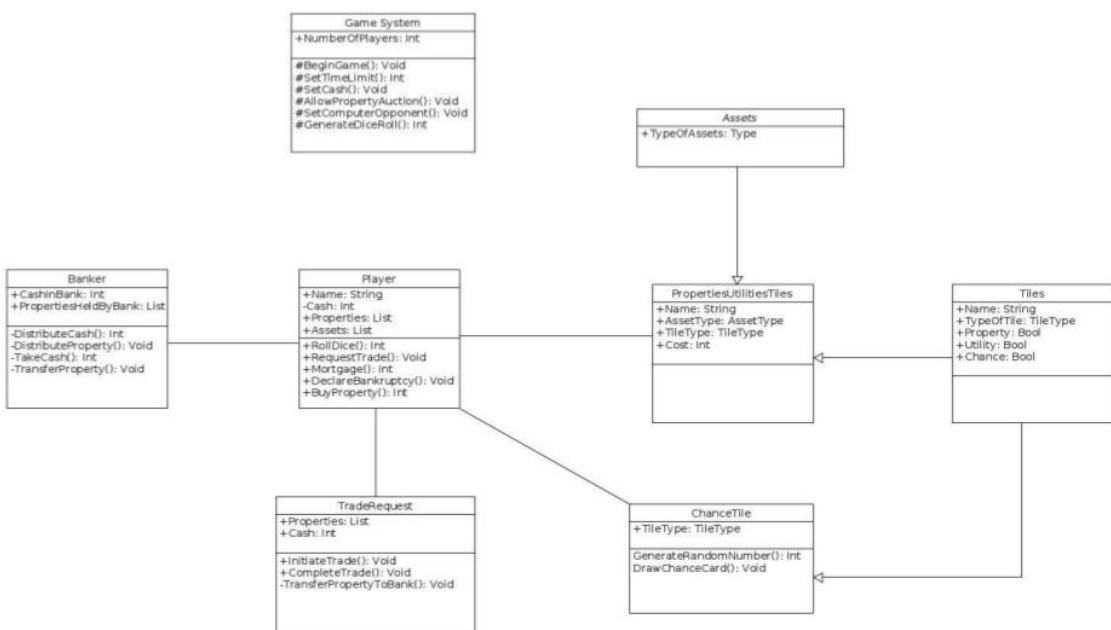 Game System
+NumberOfPlayers: Int
#BeginGame(): Void
#SetTimeLimit(): Int
#SetCash(): Void
#AllowPropertyAuction(): Void
#SetComputerOpponent(): Void
#GenerateDiceRoll(): Int
Assets
+TypeOfAssets: Type
Banker
+CashinBank: Int
+PropertiesHeldByBank: List
-DistributeCash(): Int
-DistributeProperty(): Void
-TakeCash(): Int
-TransferProperty(): Void
Player
+Name: String
-Cash: Int
+Properties: List
+Assets: List
+RollDice(): Int
+RequestTrade(): Void
+Mortgage(): Int
+DeclareBankruptcy(): Void
+BuyProperty(): Int
PropertiesUtilitiesTiles
+Name: String
+AssetType: AssetType
+TileType: TileType
+Cost: Int
Tiles
+Name: String
+TypeOfTile: TileType
+Property: Bool
+Utility: Bool
+Chance: Bool
TradeRequest
+Properties: List
+Cash: Int
+InitiateTrade(): Void
+CompleteTrade(): Void
-TransferPropertyToBank(): Void
ChanceTile
+TileType: TileType
GenerateRandomNumber(): Int
DrawChanceCard(): Void